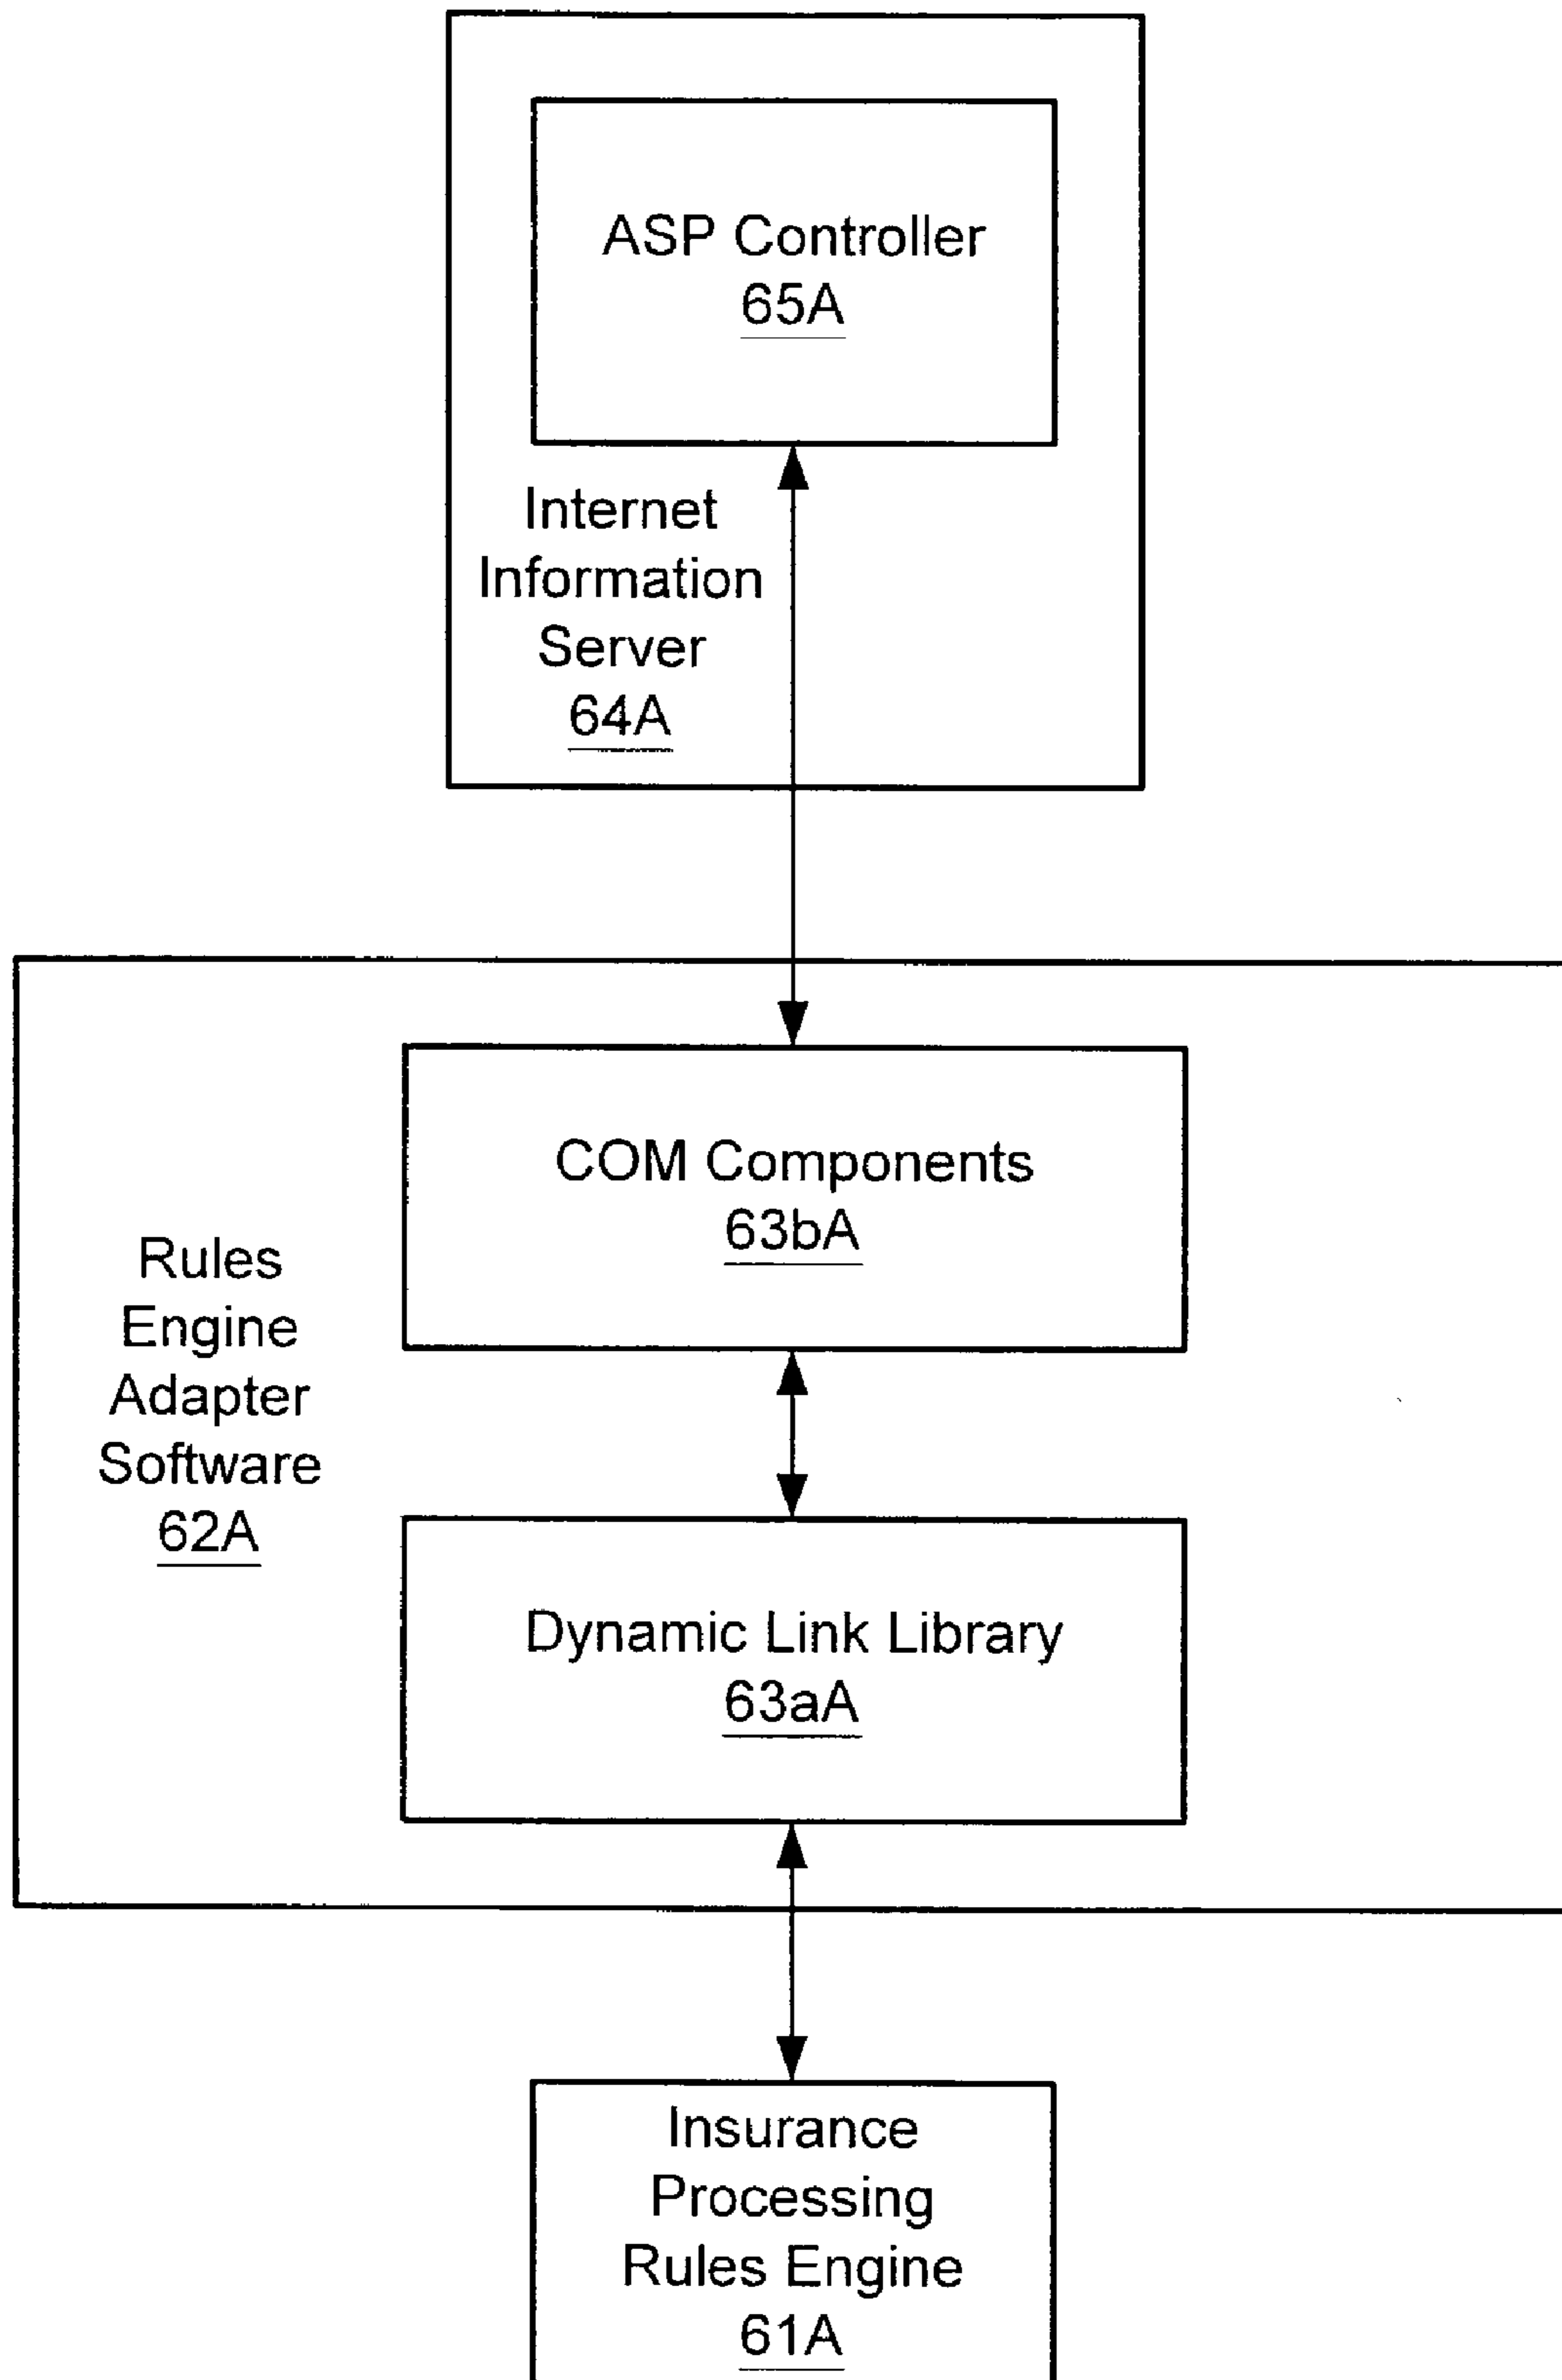 ASP Controller
65A
Internet
Information
Server
64A
COM Components
63bA
Rules
Engine
Adapter
Software
62A
Dynamic Link Library
63aA
Insurance
Processing
Rules Engine
61A